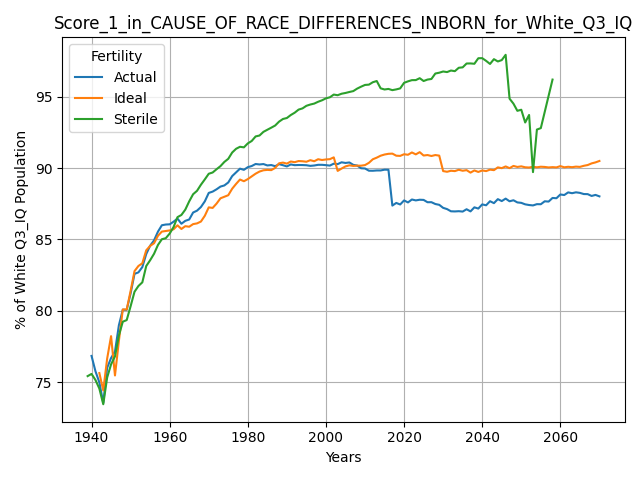 Score_1_in_CAUSE_OF_RACE_DIFFERENCES_INBORN_for_White_Q3_IQ
Fertility
Actual
Ideal
Sterile
% of White Q3_IQ Population
95
90
85
80
75
1940 1960 1980 2000 2020 2040 2060
Years